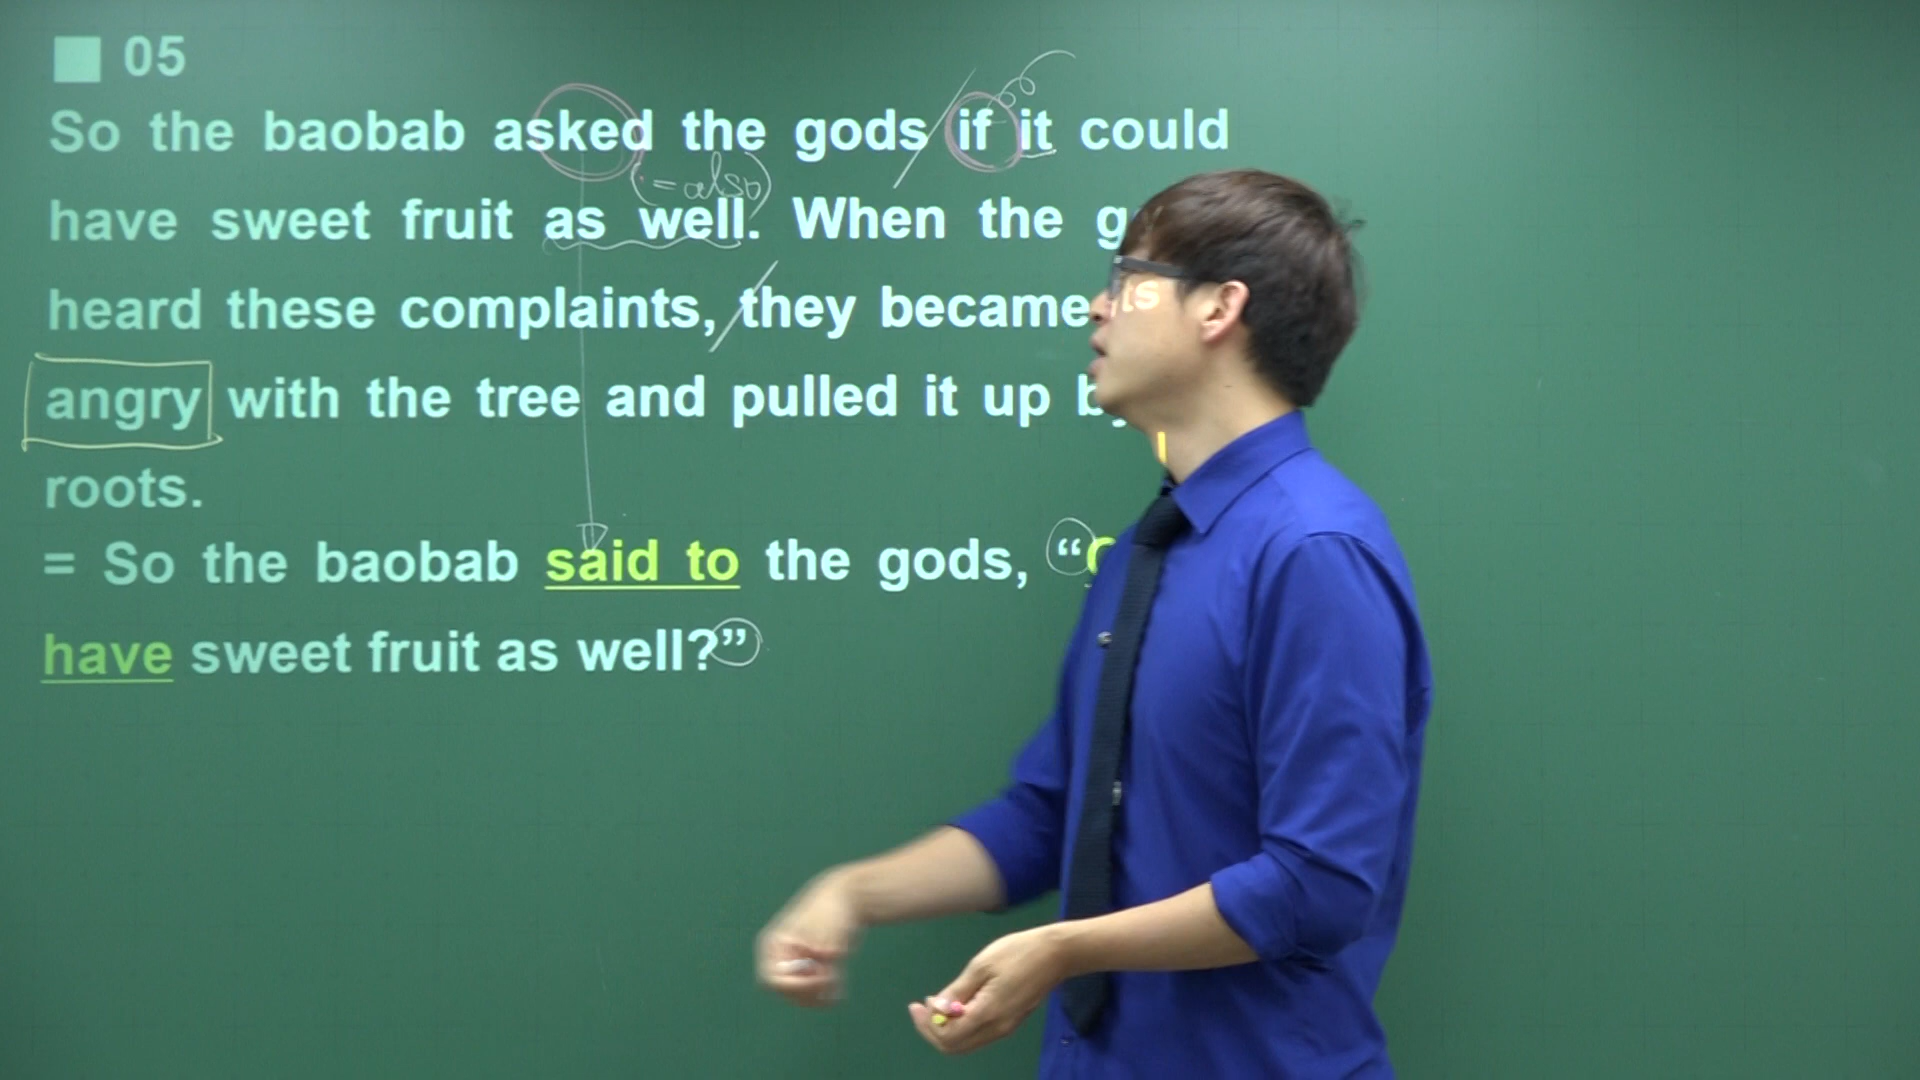 ■ 05
So the baobab asked the gods if it could
(=also)
have sweet fruit as well. When the
heard these complaints, they became
angry with the tree and pulled it up
roots.
= So the baobab said to the gods, “
have sweet fruit as well?”